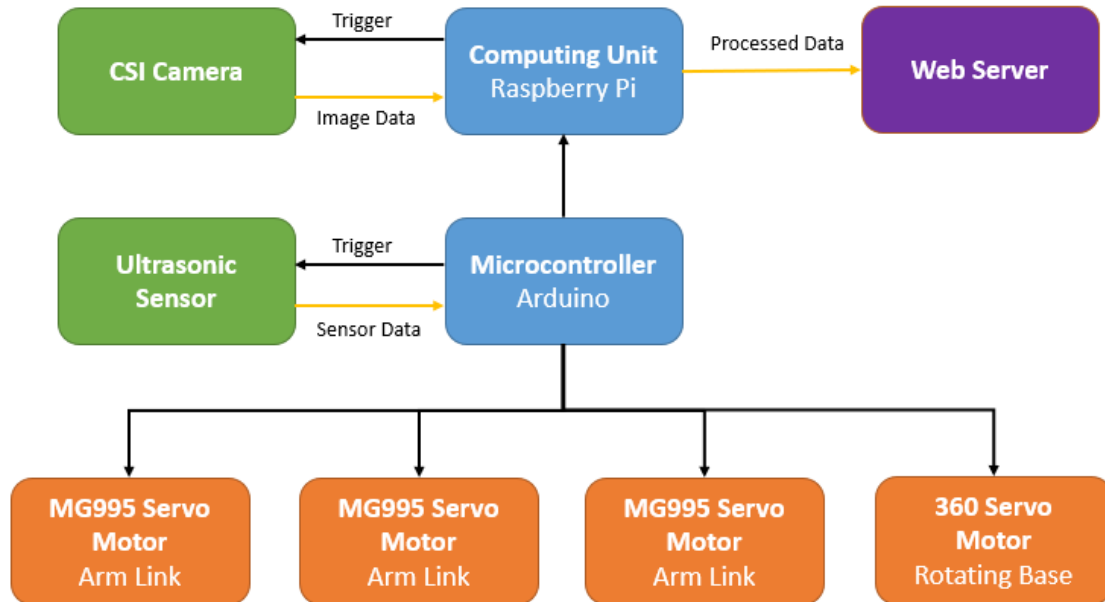 Trigger
CSI Camera
Image Data
Computing Unit
Raspberry Pi
Processed Data
Web Server
Ultrasonic
Sensor
Trigger
Sensor Data
Microcontroller
Arduino
MG995 Servo
Motor
Arm Link
MG995 Servo
Motor
Arm Link
MG995 Servo
Motor
Arm Link
360 Servo
Motor
Rotating Base